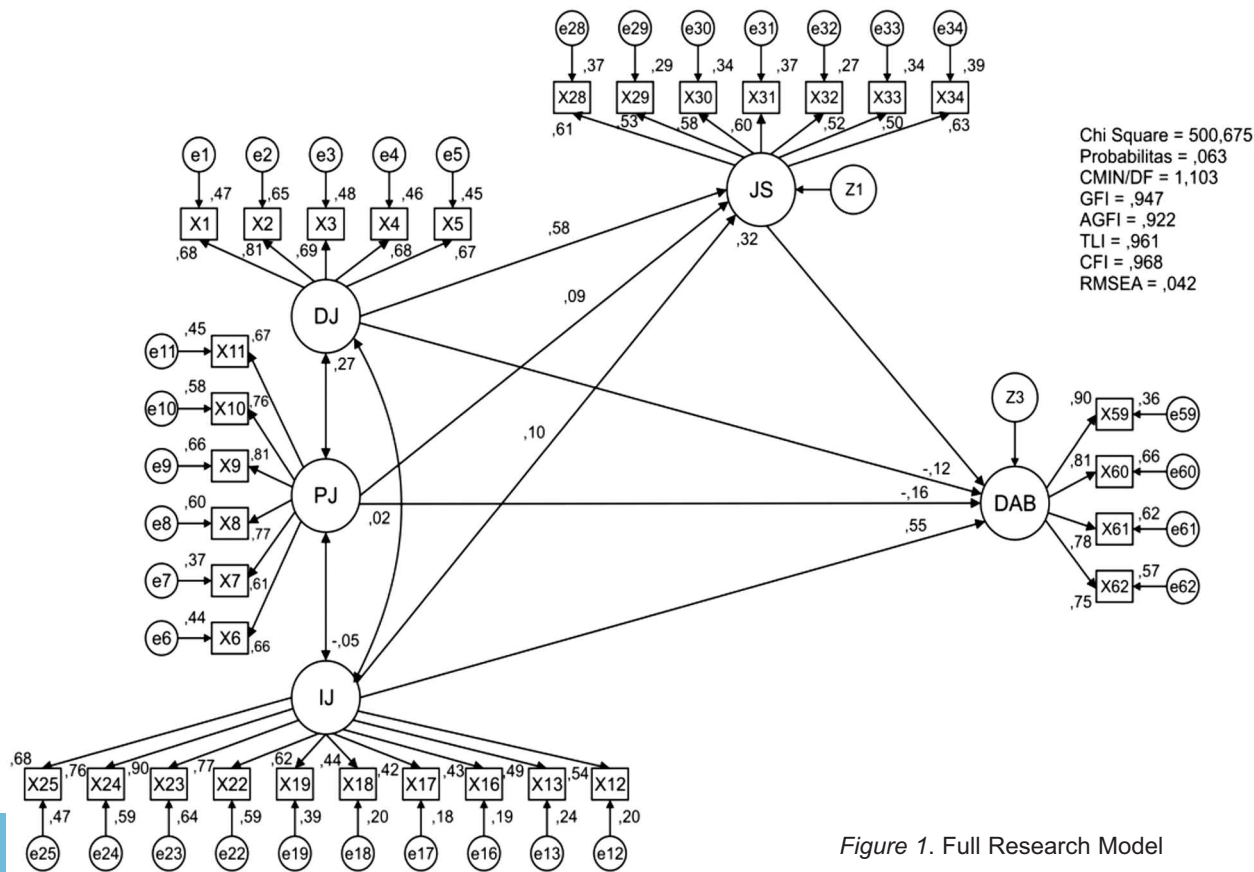 e28 e29 e30 e31 e32 e33 e34
,37 ,29 ,34 ,37 ,27 ,34 ,39
X28 X29 X30 X31 X32 X33 X34
,61 ,53 ,58 ,60 ,52 ,50 ,63
Chi Square = 500,675
Probabilitas = ,063
CMIN/DF = 1,103
GFI = ,947
AGFI = ,922
TLI = ,961
CFI = ,968
RMSEA = ,042
e1 e2 e3 e4 e5
,47 ,65 ,48 ,46 ,45
X1 X2 X3 X4 X5
,68 ,81 ,69 ,68 ,67
JS
Z1
,32
,58
,09
,10
DJ
,27
,45 ,67
e11 X11
,58 ,76
e10 X10
,66 ,81
e9 X9
,60
e8 X8
,77
,37
e7 X7 ,61
,44
e6 X6 ,66
PJ
,02
-,05
-,12
-,16
,55
Z3
DAB
,90 X59 ,36 e59
,81 X60 ,66 e60
X61 ,62 e61
,78
X62 ,57 e62
,75
IJ
,68 ,76 ,90 ,77 ,62 ,44 ,42 ,43 ,49 ,54
X25 X24 X23 X22 X19 X18 X17 X16 X13 X12
,47 ,59 ,64 ,59 ,39 ,20 ,18 ,19 ,24 ,20
e25 e24 e23 e22 e19 e18 e17 e16 e13 e12
Figure 1. Full Research Model